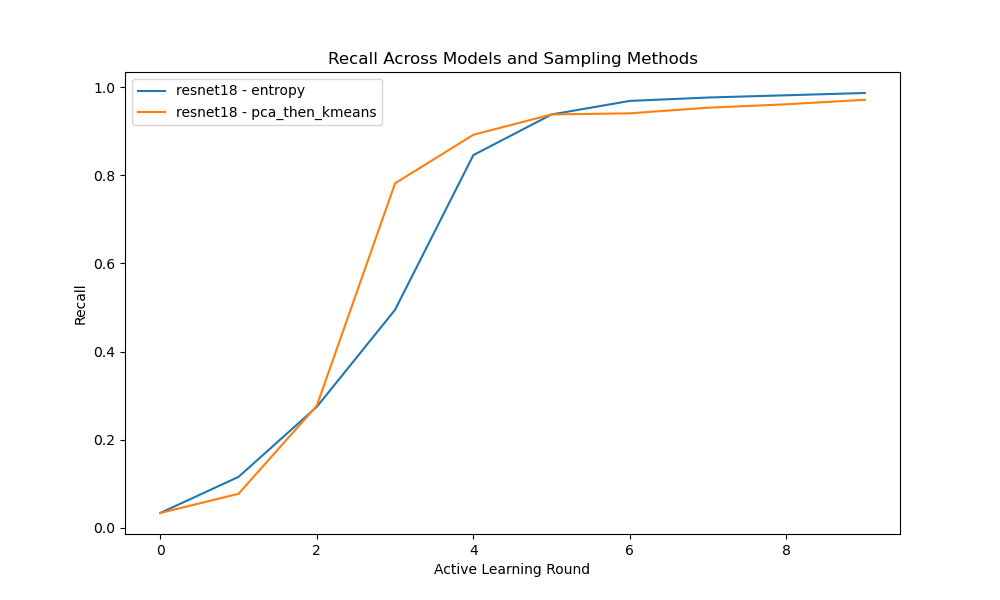 Recall Across Models and Sampling Methods
resnet18 - entropy
resnet18 - pca_then_kmeans
1.0
0.8
0.6
0.4
0.2
0.0
Recall
0 2 4 6 8
Active Learning Round